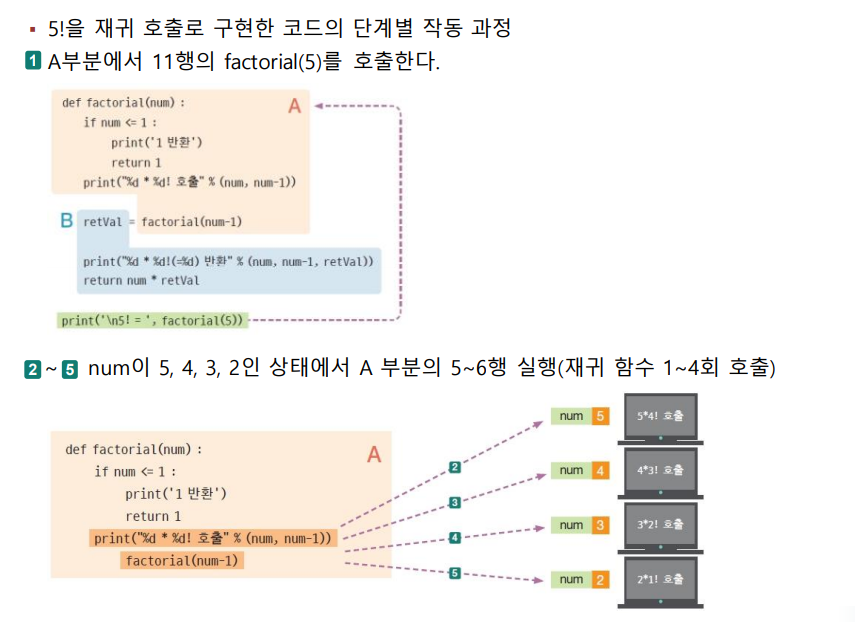 ▪ 5!을 재귀 호출로 구현한 코드의 단계별 작동 과정
1 A부분에서 11행의 factorial(5)를 호출한다.
def factorial(num) :
A
if num <= 1 :
print('1 반환')
return 1
print("%d * %d! 호출" % (num, num-1))
B retVal = factorial(num-1)
print("%d * %d!(=%d) 반환" % (num, num-1, retVal))
return num * retVal
print('\n5! = ', factorial(5))
2 ~ 5 num이 5, 4, 3, 2인 상태에서 A 부분의 5~6행 실행(재귀 함수 1~4회 호출)
def factorial(num) :
A
if num <= 1 :
print('1 반환')
return 1
print("%d * %d! 호출" % (num, num-1))
factorial(num-1)
2
3
4
5
num 5
5*4! 호출
num 4
4*3! 호출
num 3
3*2! 호출
num 2
2*1! 호출